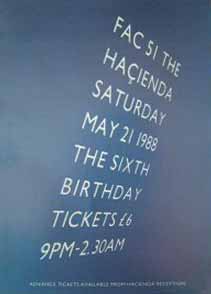 FAC 51 THE
HAÇIENDA
SATURDAY
MAY 21 1988
THE SIXTH
BIRTHDAY
TICKETS £6
9PM-2.30AM
ADVANCE TICKETS AVAILABLE FROM HACIENDA RECEPTION